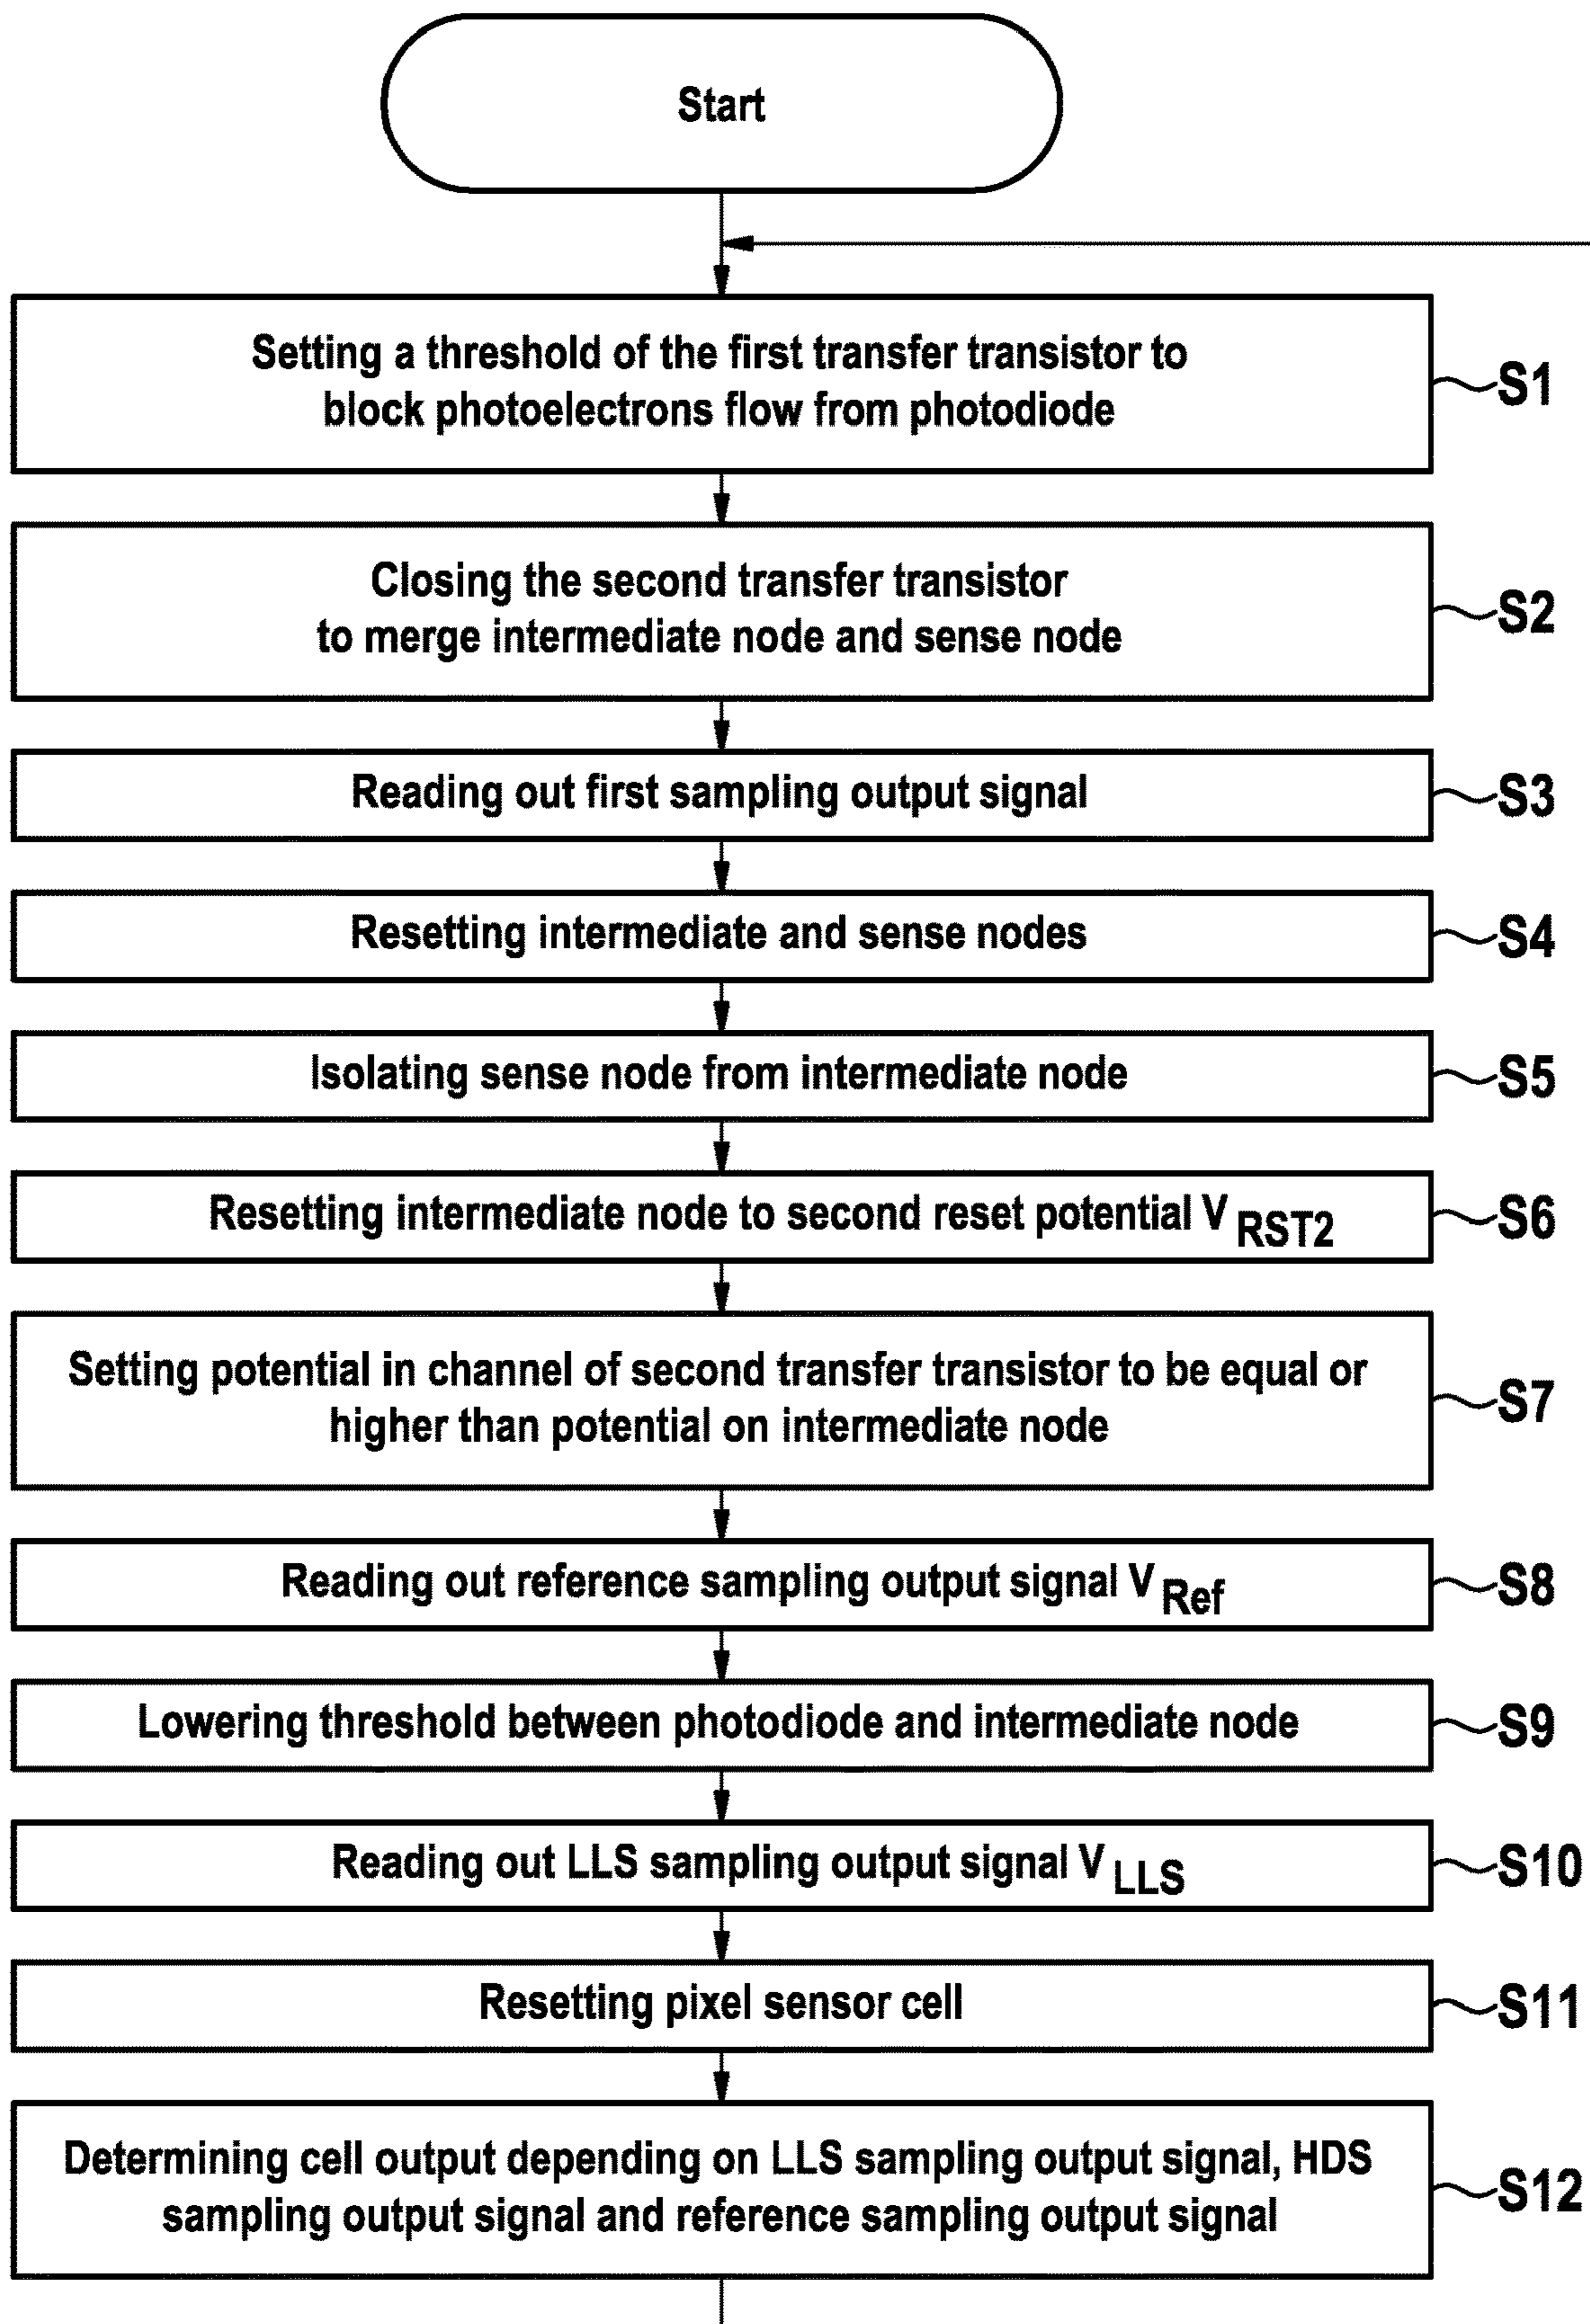 Start
Setting a threshold of the first transfer transistor to
block photoelectrons flow from photodiode
S1
Closing the second transfer transistor
to merge intermediate node and sense node
S2
Reading out first sampling output signal
S3
Resetting intermediate and sense nodes
S4
Isolating sense node from intermediate node
S5
Resetting intermediate node to second reset potential V RST2
S6
Setting potential in channel of second transfer transistor to be equal or
higher than potential on intermediate node
S7
Reading out reference sampling output signal V Ref
S8
Lowering threshold between photodiode and intermediate node
S9
Reading out LLS sampling output signal V LLS
S10
Resetting pixel sensor cell
S11
Determining cell output depending on LLS sampling output signal, HDS
sampling output signal and reference sampling output signal
S12